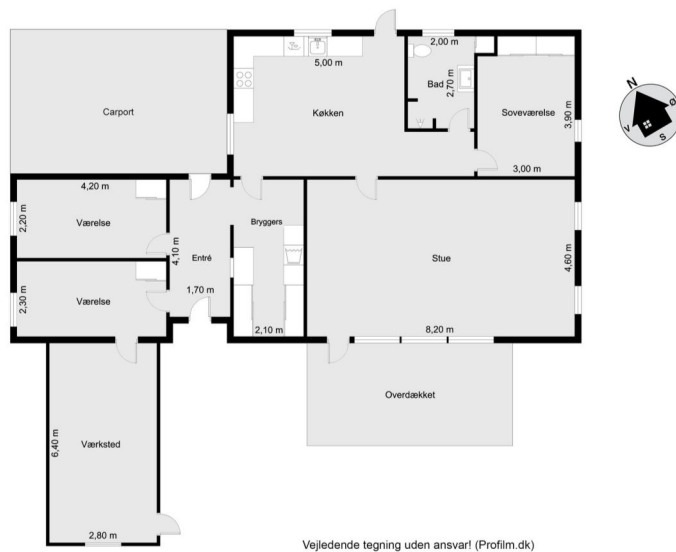 2,00 m
5,00 m
Bad
2,70 m
Carport
Køkken
Soveværelse
3,90 m
3,00 m
N
Ø
V
S
4,20 m
2,20 m
Værelse
Bryggers
4,10 m
Entré
Stue
4,60 m
2,30 m
Værelse
1,70 m
2,10 m
8,20 m
Overdækket
6,40 m
Værksted
2,80 m
Vejledende tegning uden ansvar! (Profilm.dk)